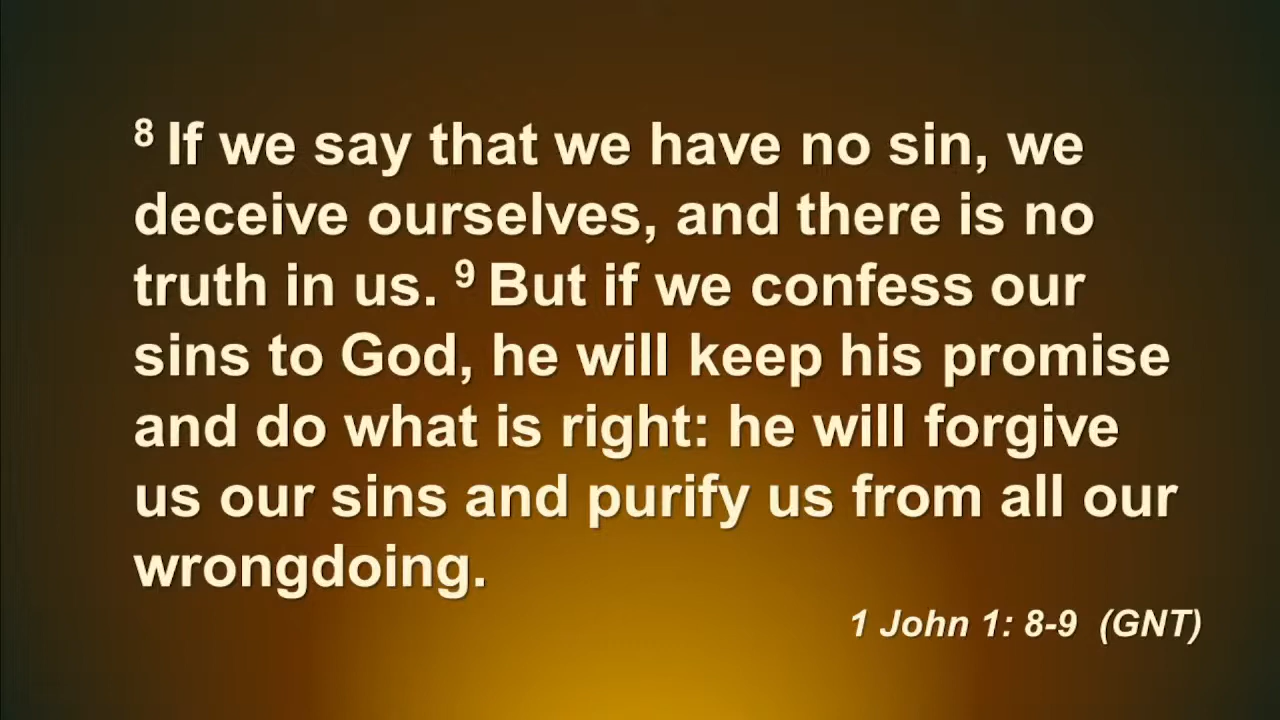 8 If we say that we have no sin, we
deceive ourselves, and there is no
truth in us. 9 But if we confess our
sins to God, he will keep his promise
and do what is right: he will forgive
us our sins and purify us from all our
wrongdoing.
1 John 1: 8-9 (GNT)